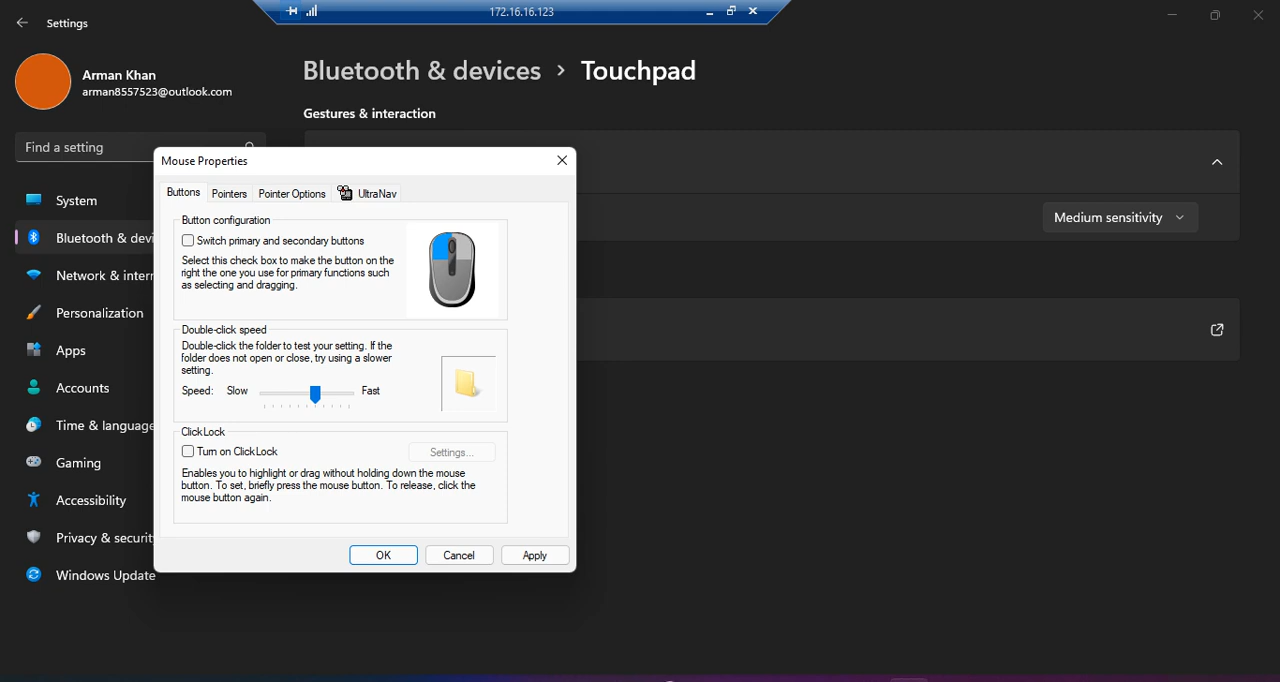 172.16.16.123
Settings
Arman Khan
arman8557523@outlook.com
Find a setting
System
Bluetooth & devi
Network & intern
Personalization
Apps
Accounts
Time & language
Gaming
Accessibility
Privacy & securit
Windows Update
Bluetooth & devices > Touchpad
Gestures & interaction
Medium sensitivity
Mouse Properties
Buttons
Pointers
Pointer Options
UltraNav
Button configuration
Switch primary and secondary buttons
Select this check box to make the button on the
right the one you use for primary functions such
as selecting and dragging.
Double-click speed
Double-click the folder to test your setting. If the
folder does not open or close, try using a slower
setting.
Speed: Slow Fast
ClickLock
Turn on ClickLock
Settings...
Enables you to highlight or drag without holding down the mouse
button. To set, briefly press the mouse button. To release, click the
mouse button again.
OK
Cancel
Apply